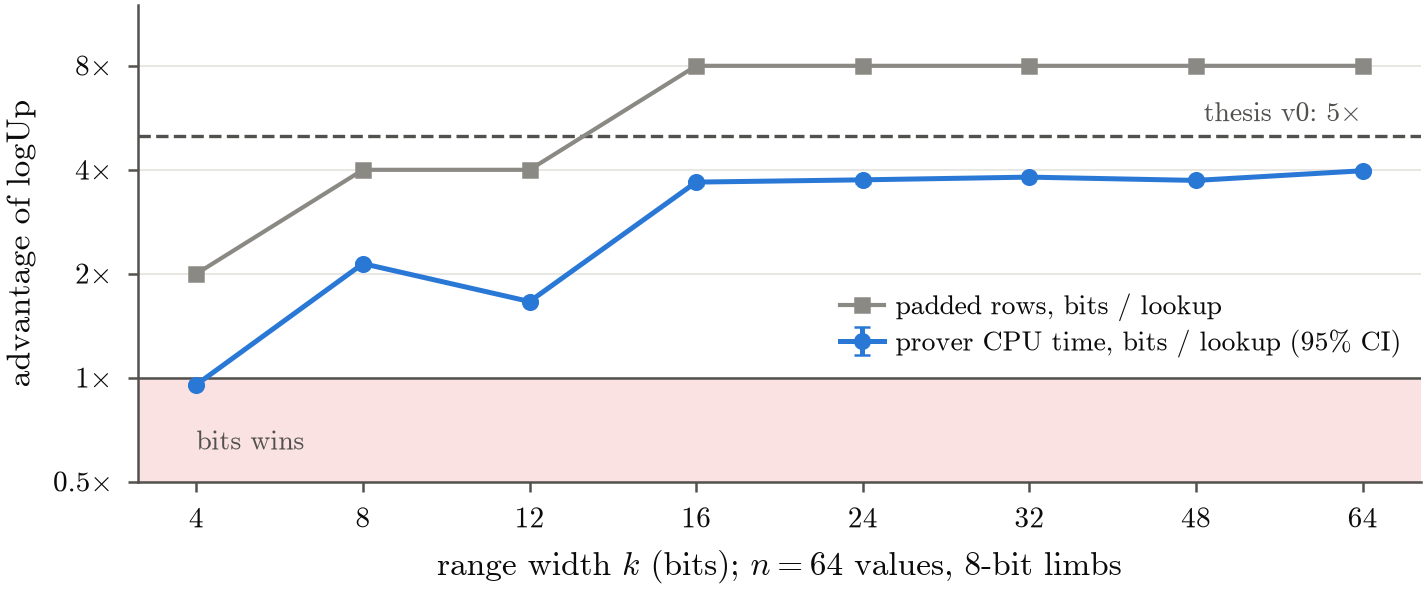 advantage of logUp
8×
4×
2×
1×
0.5×
thesis v0: 5×
padded rows, bits / lookup
prover CPU time, bits / lookup (95% CI)
bits wins
4 8 12 16 24 32 48 64
range width k (bits); n = 64 values, 8-bit limbs